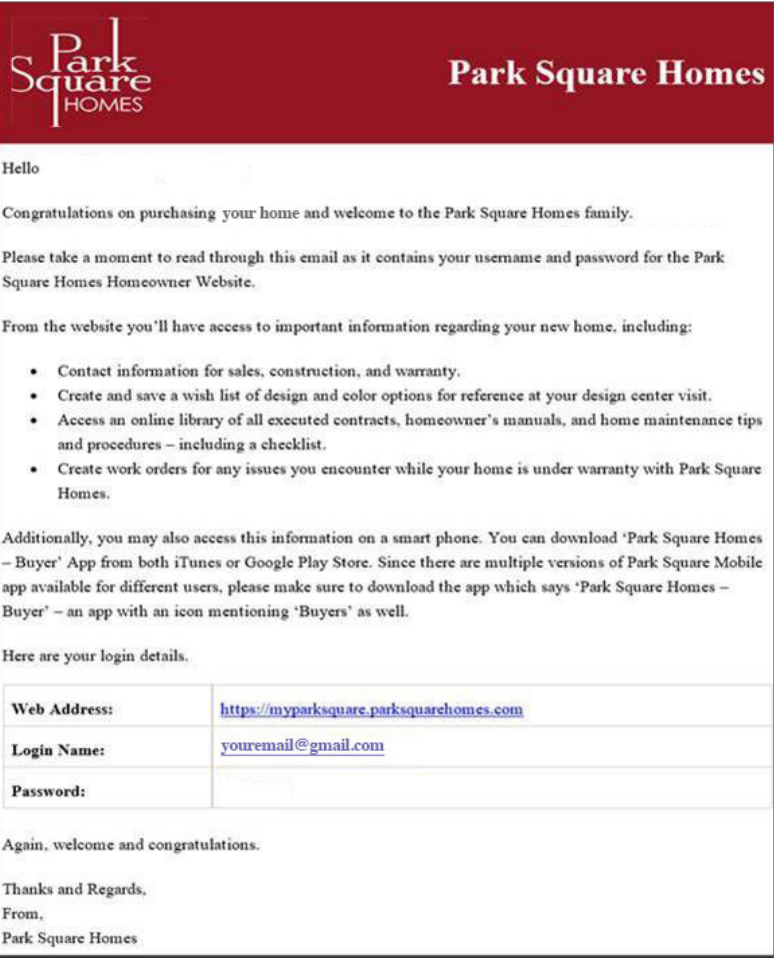 Park
Square
HOMES
Park Square Homes
Hello
Congratulations on purchasing your home and welcome to the Park Square Homes family.
Please take a moment to read through this email as it contains your username and password for the Park
Square Homes Homeowner Website.
From the website you’ll have access to important information regarding your new home, including:
• Contact information for sales, construction, and warranty.
• Create and save a wish list of design and color options for reference at your design center visit.
• Access an online library of all executed contracts, homeowner’s manuals, and home maintenance tips
and procedures – including a checklist.
• Create work orders for any issues you encounter while your home is under warranty with Park Square
Homes.
Additionally, you may also access this information on a smart phone. You can download ‘Park Square Homes
– Buyer’ App from both iTunes or Google Play Store. Since there are multiple versions of Park Square Mobile
app available for different users, please make sure to download the app which says ‘Park Square Homes –
Buyer’ – an app with an icon mentioning ‘Buyers’ as well.
Here are your login details.
Web Address: https://myparksquare.parksquarehomes.com
Login Name: youremail@gmail.com
Password:
Again, welcome and congratulations.
Thanks and Regards,
From,
Park Square Homes